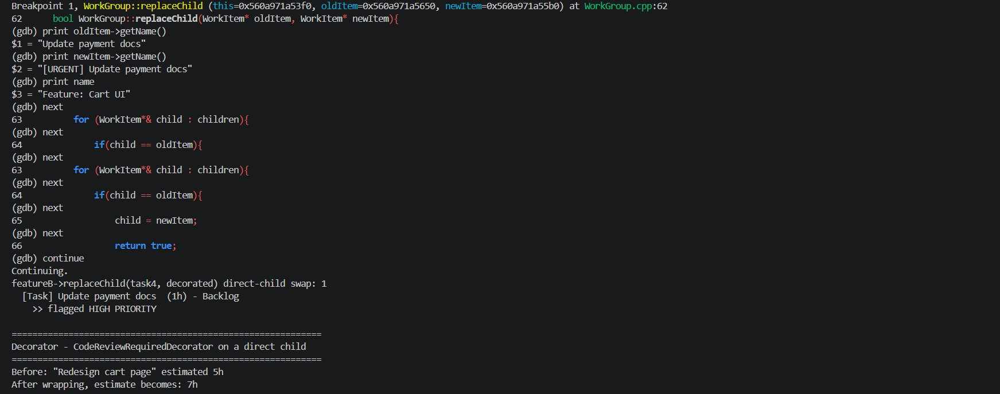 Breakpoint 1, WorkGroup::replaceChild (this=0x560a971a53f0, oldItem=0x560a971a5650, newItem=0x560a971a55b0) at WorkGroup.cpp:62
62      bool WorkGroup::replaceChild(WorkItem* oldItem, WorkItem* newItem){
(gdb) print oldItem->getName()
$1 = "Update payment docs"
(gdb) print newItem->getName()
$2 = "[URGENT] Update payment docs"
(gdb) print name
$3 = "Feature: Cart UI"
(gdb) next
63          for (WorkItem*& child : children){
(gdb) next
64              if(child == oldItem){
(gdb) next
63          for (WorkItem*& child : children){
(gdb) next
64              if(child == oldItem){
(gdb) next
65                  child = newItem;
(gdb) next
66                  return true;
(gdb) continue
Continuing.
featureB->replaceChild(task4, decorated) direct-child swap: 1
  [Task] Update payment docs  (1h) - Backlog
    >> flagged HIGH PRIORITY
============================================================
Decorator - CodeReviewRequiredDecorator on a direct child
============================================================
Before: "Redesign cart page" estimated 5h
After wrapping, estimate becomes: 7h